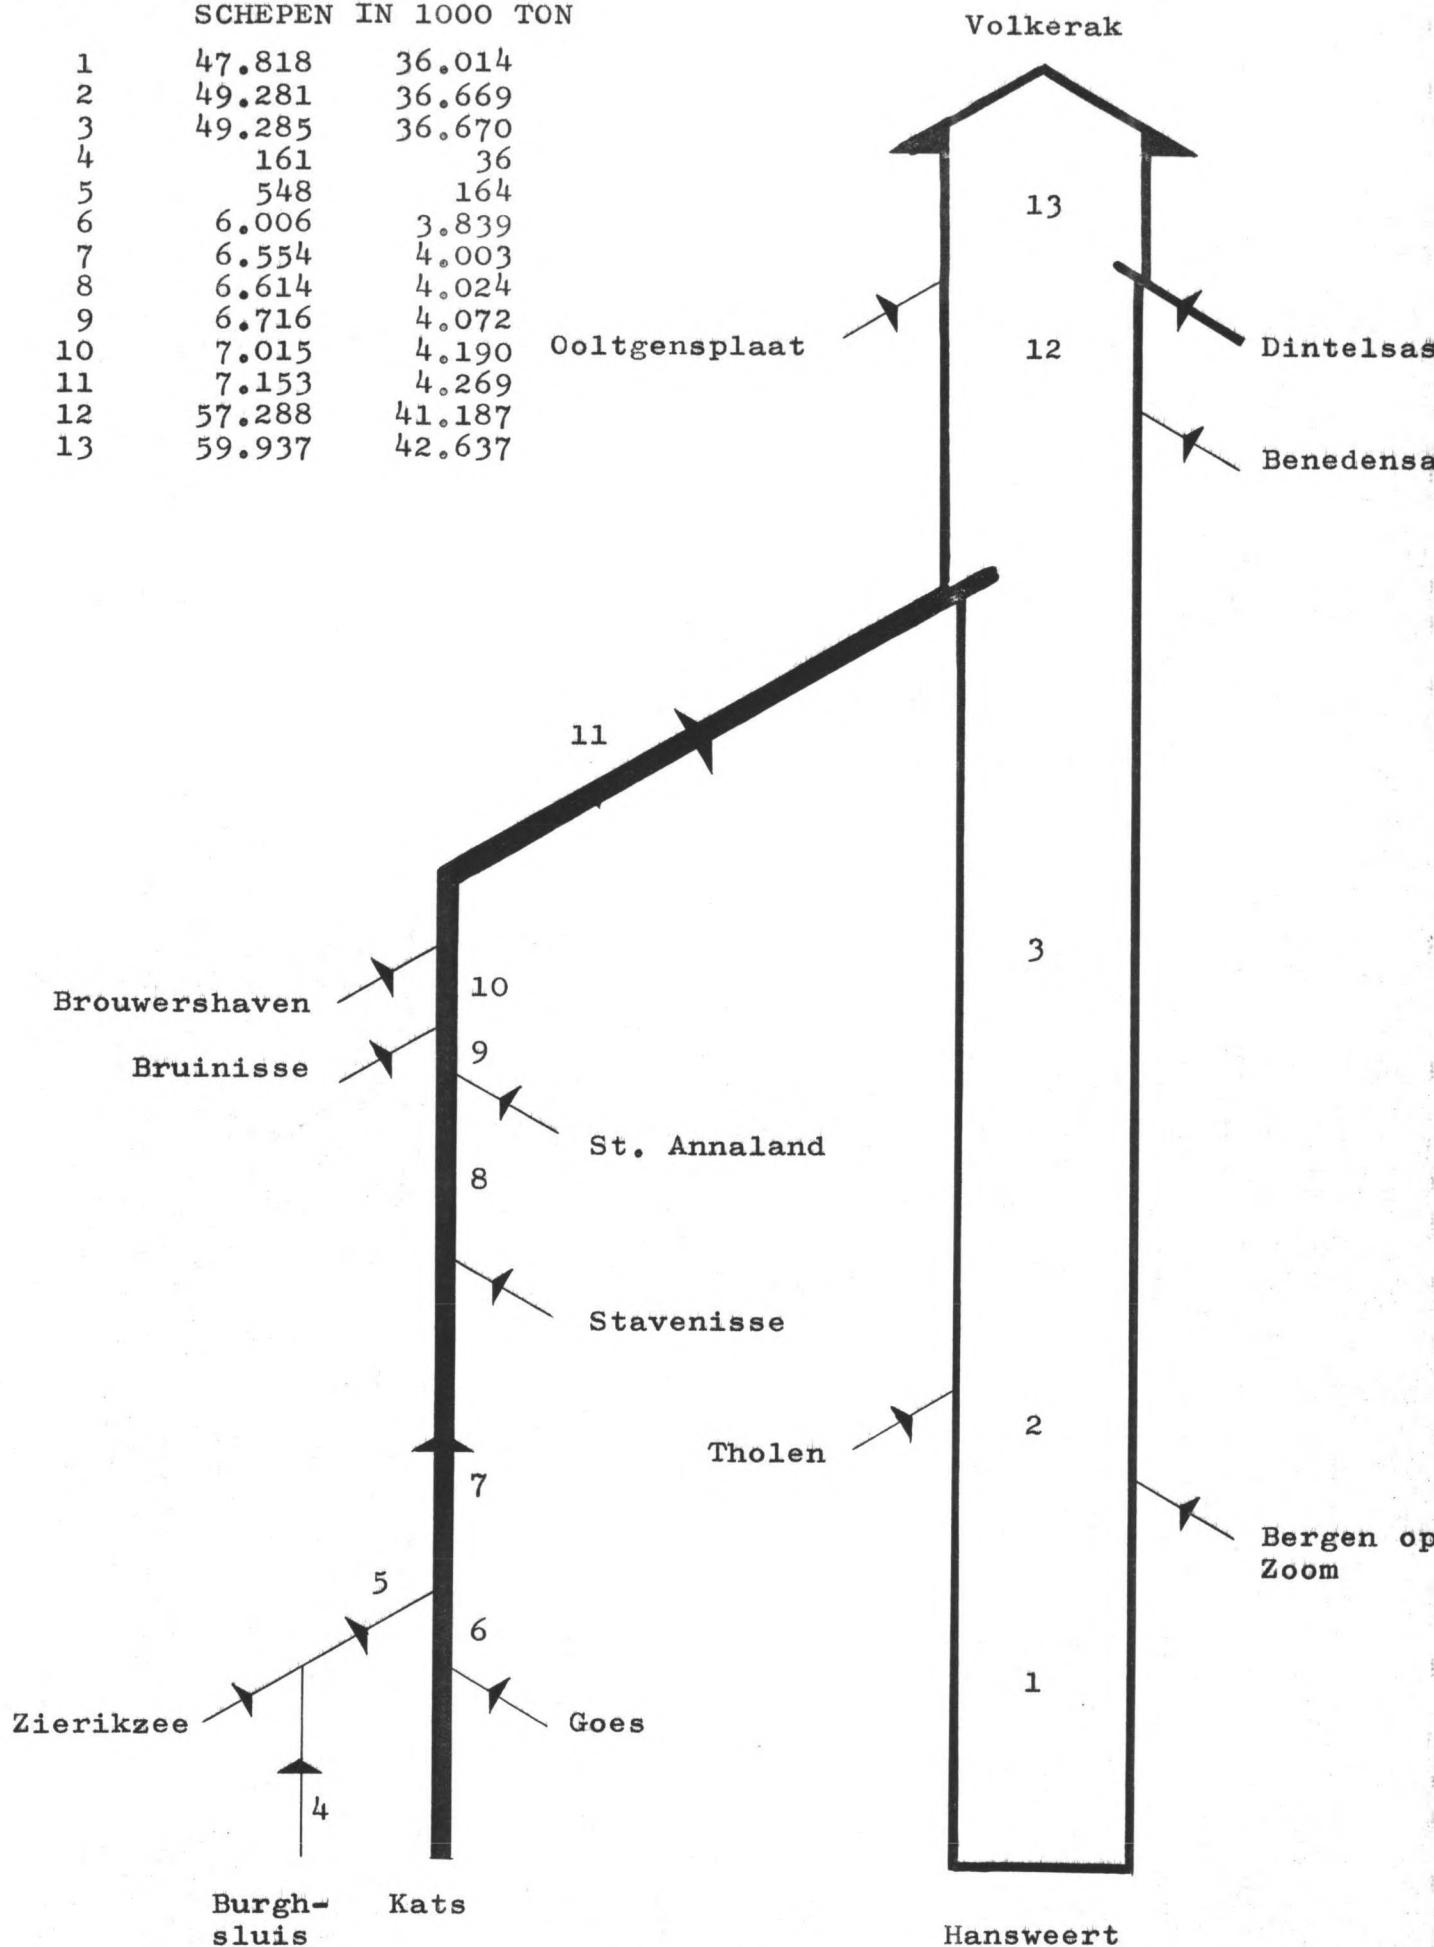 SCHEPEN IN 1000 TON
1 47.818 36.014
2 49.281 36.669
3 49.285 36.670
4 161 36
5 548 164
6 6.006 3.839
7 6.554 4.003
8 6.614 4.024
9 6.716 4.072
10 7.015 4.190
11 7.153 4.269
12 57.288 41.187
13 59.937 42.637
Volkerak
13
Ooltgensplaat
12
Dintelsas
Benedensa
11
3
10
Brouwershaven
9
Bruinisse
St. Annaland
8
Stavenisse
2
Tholen
7
Bergen op
Zoom
5
6
1
Zierikzee
Goes
4
Burgh-
sluis
Kats
Hansweert